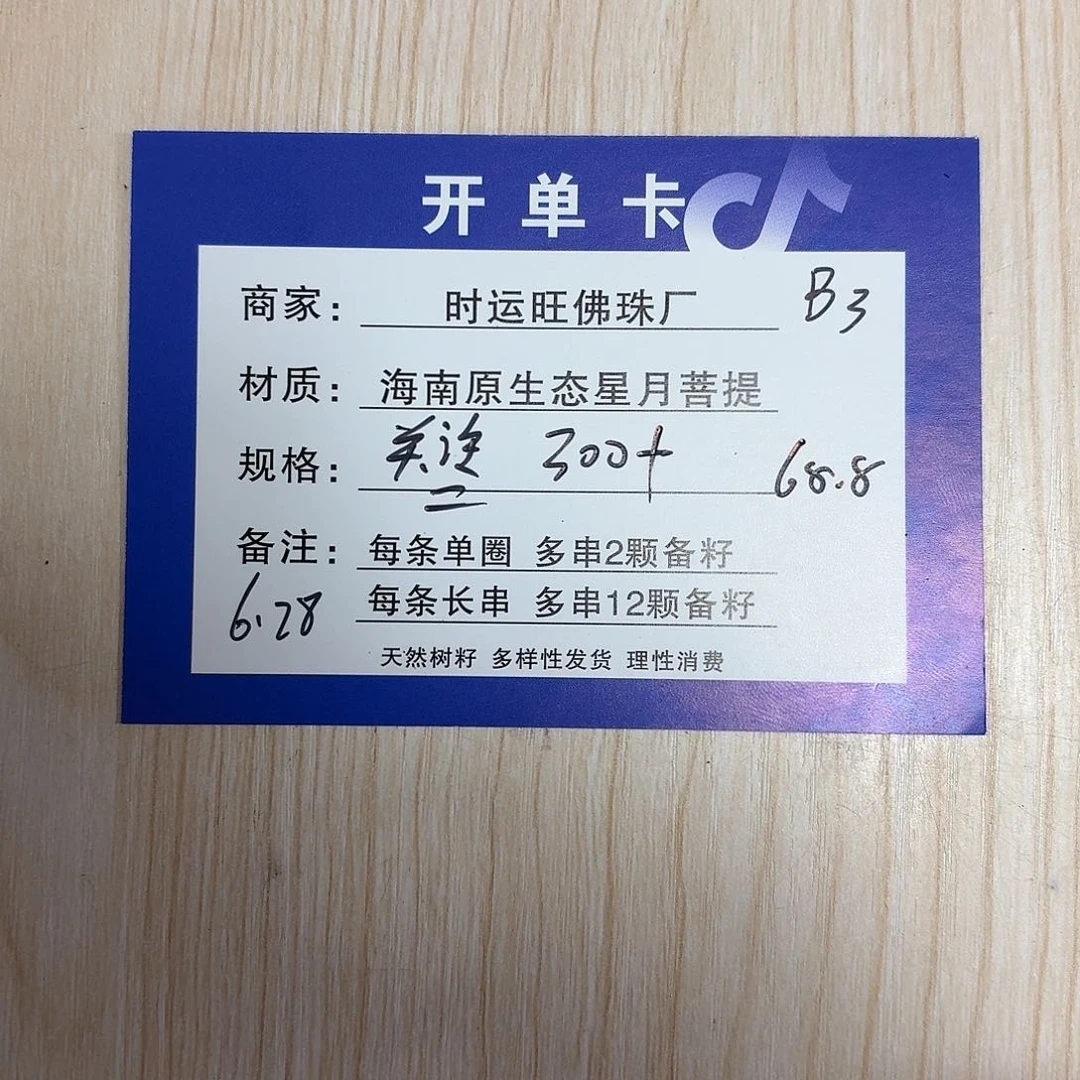 开单卡
商家： 时运旺佛珠厂 B3
材质： 海南原生态星月菩提
规格： 关注 300+ 68.8
二
备注： 每条单圈 多串2颗备籽
6.28 每条长串 多串12颗备籽
天然树籽 多样性发货 理性消费